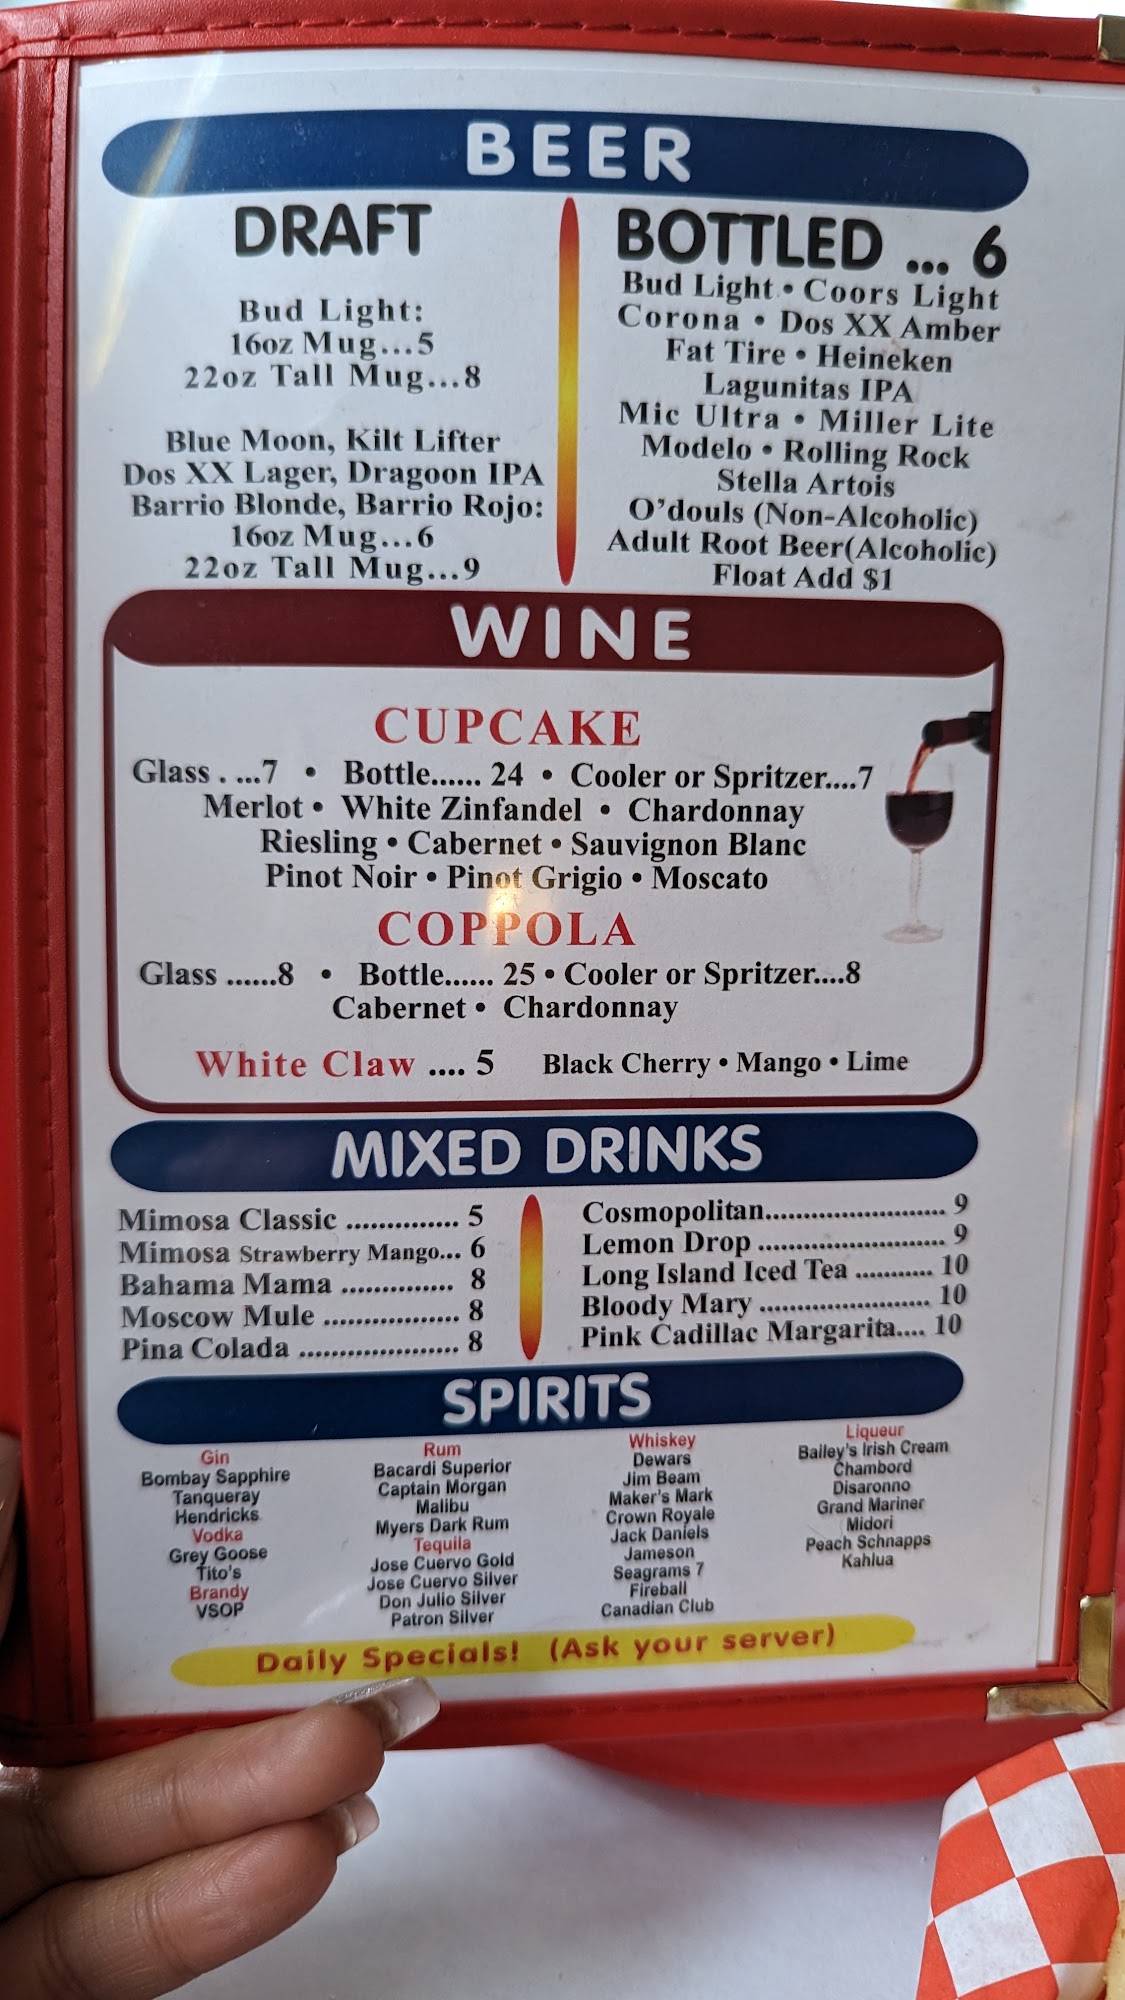 BEER
DRAFT
Bud Light:
16oz Mug...5
22oz Tall Mug...8
Blue Moon, Kilt Lifter
Dos XX Lager, Dragoon IPA
Barrio Blonde, Barrio Rojo:
16oz Mug...6
22oz Tall Mug...9
BOTTLED ... 6
Bud Light • Coors Light
Corona • Dos XX Amber
Fat Tire • Heineken
Lagunitas IPA
Mic Ultra • Miller Lite
Modelo • Rolling Rock
Stella Artois
O'douls (Non-Alcoholic)
Adult Root Beer(Alcoholic)
Float Add $1
WINE
CUPCAKE
Glass . ...7 • Bottle...... 24 • Cooler or Spritzer....7
Merlot • White Zinfandel • Chardonnay
Riesling • Cabernet • Sauvignon Blanc
Pinot Noir • Pinot Grigio • Moscato
COPPOLA
Glass ......8 • Bottle...... 25 • Cooler or Spritzer....8
Cabernet • Chardonnay
White Claw .... 5 Black Cherry • Mango • Lime
MIXED DRINKS
Mimosa Classic ............... 5
Mimosa Strawberry Mango... 6
Bahama Mama ............... 8
Moscow Mule .................. 8
Pina Colada ..................... 8
Cosmopolitan........................ 9
Lemon Drop ......................... 9
Long Island Iced Tea ........... 10
Bloody Mary ....................... 10
Pink Cadillac Margarita.... 10
SPIRITS
Gin
Bombay Sapphire
Tanqueray
Hendricks
Vodka
Grey Goose
Tito's
Brandy
VSOP
Rum
Bacardi Superior
Captain Morgan
Malibu
Myers Dark Rum
Tequila
Jose Cuervo Gold
Jose Cuervo Silver
Don Julio Silver
Patron Silver
Whiskey
Dewars
Jim Beam
Maker's Mark
Crown Royale
Jack Daniels
Jameson
Seagrams 7
Fireball
Canadian Club
Liqueur
Bailey's Irish Cream
Chambord
Disaronno
Grand Mariner
Midori
Peach Schnapps
Kahlua
Daily Specials! (Ask your server)